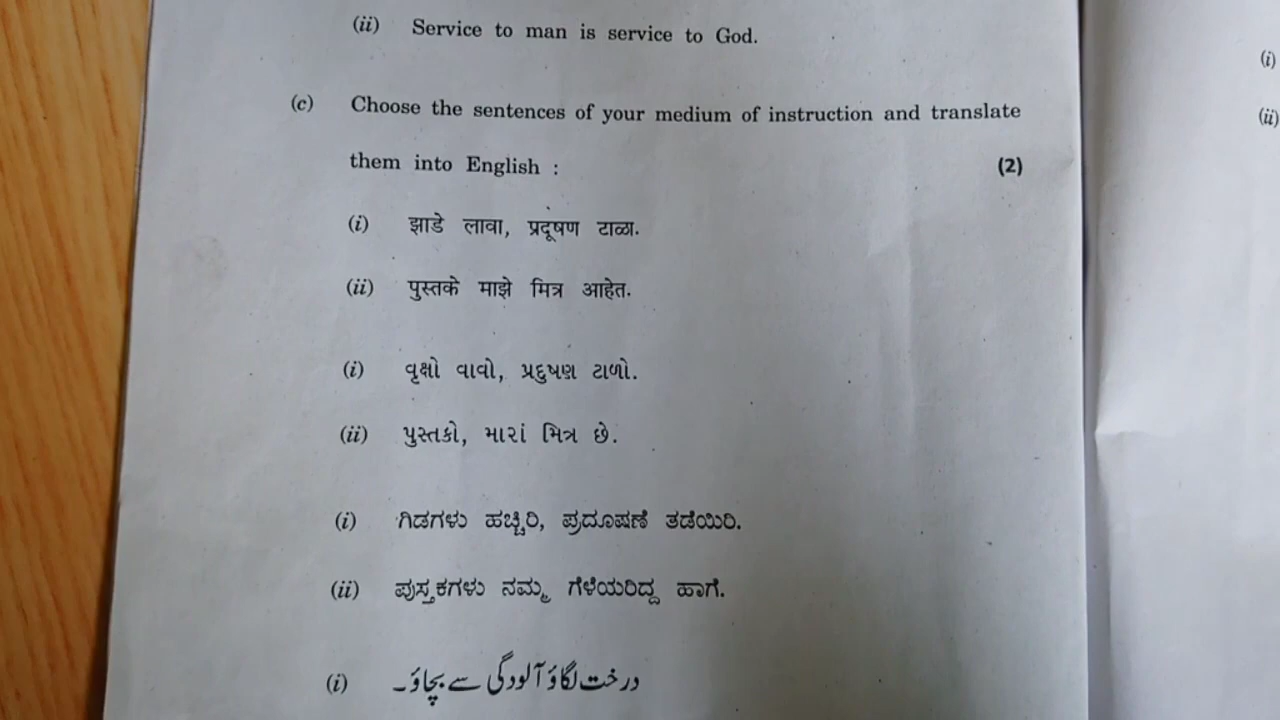 (ii) Service to man is service to God.
(c) Choose the sentences of your medium of instruction and translate
them into English : (2)
(i) झाडे लावा, प्रदूषण टाळा.
(ii) पुस्तके माझे मित्र आहेत.
(i) વૃક્ષો વાવો, પ્રદુષણ ટાળો.
(ii) પુસ્તકો, મારાં મિત્ર છે.
(i) ಗಿಡಗಳು ಹಚ್ಚಿರಿ, ಪ್ರದೂಷಣೆ ತಡೆಯಿರಿ.
(ii) ಪುಸ್ತಕಗಳು ನಮ್ಮ ಗೆಳೆಯರಿದ್ದ ಹಾಗೆ.
(i) درخت لگاؤ آلودگی سے بچاؤ۔
(i)
(ii)